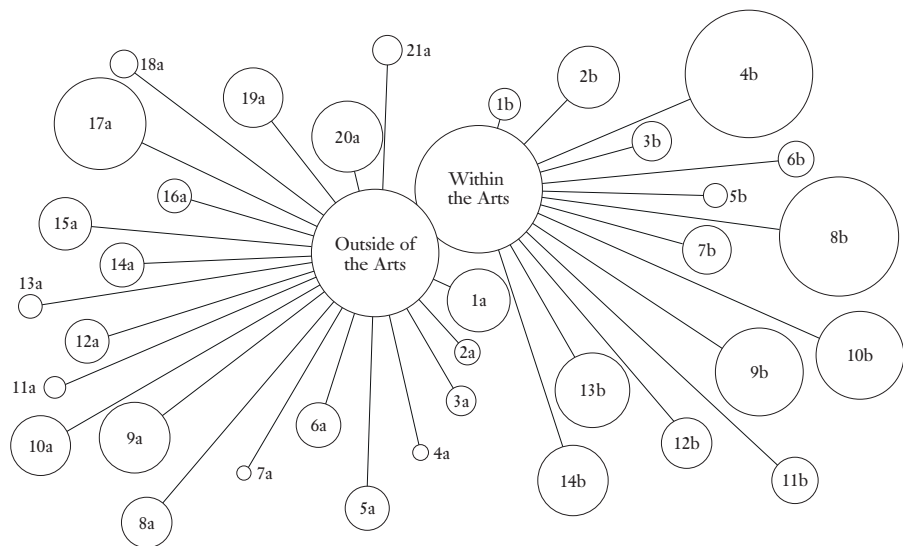 21a
18a
2b
4b
19a
1b
17a
20a
3b
6b
Within
the Arts
16a
5b
15a
8b
Outside of
the Arts
7b
14a
13a
1a
12a
2a
10b
9b
11a
13b
3a
6a
9a
10a
12b
4a
7a
14b
11b
5a
8a